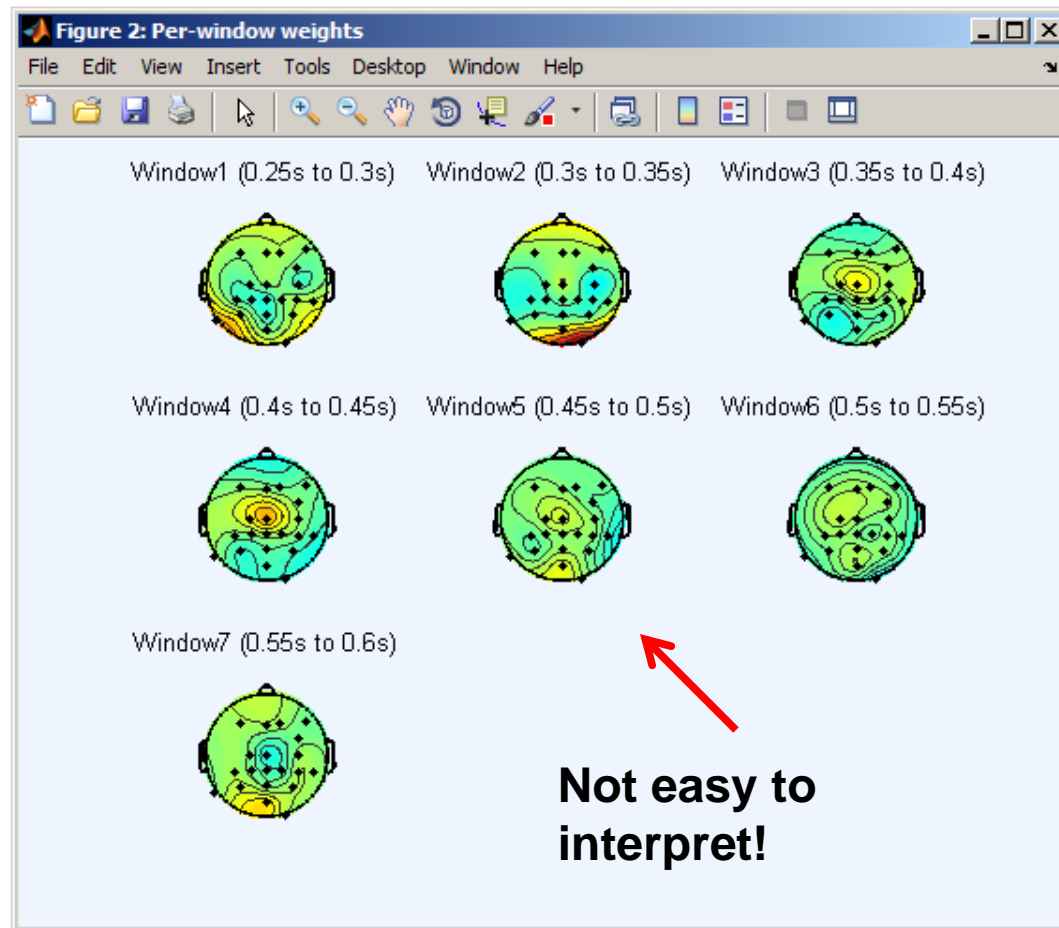 Figure 2: Per-window weights
File Edit View Insert Tools Desktop Window Help
Window1 (0.25s to 0.3s) Window2 (0.3s to 0.35s) Window3 (0.35s to 0.4s)
Window4 (0.4s to 0.45s) Window5 (0.45s to 0.5s) Window6 (0.5s to 0.55s)
Window7 (0.55s to 0.6s)
Not easy to
interpret!